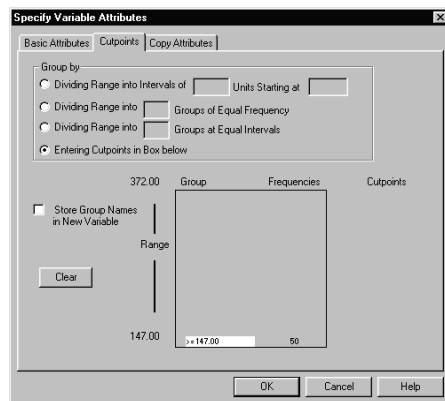 Specify Variable Attributes
Basic Attributes Cutpoints Copy Attributes
Group by
Dividing Range into Intervals of Units Starting at
Dividing Range into Groups of Equal Frequency
Dividing Range into Groups at Equal Intervals
Entering Cutpoints in Box below
372.00 Group Frequencies Cutpoints
Store Group Names
in New Variable
Range
Clear
147.00 >= 147.00 50
OK Cancel Help